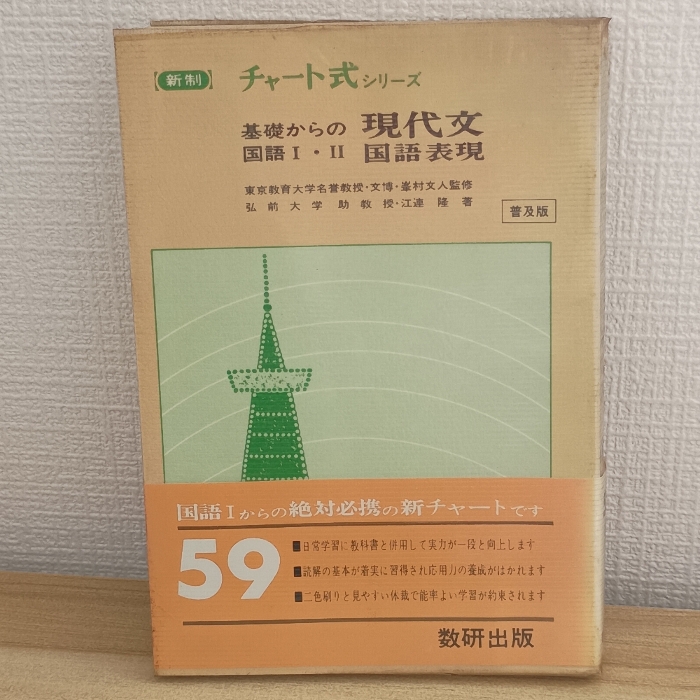 【新制】 チャート式シリーズ
基礎からの 現代文
国語Ⅰ・Ⅱ 国語表現
東京教育大学名誉教授・文博・峯村文人監修
弘前大学助教授・江連 隆 著
普及版
国語Ⅰからの絶対必携の新チャートです
59
■日常学習に教科書と併用して実力が一段と向上します
■読解の基本が着実に習得され応用力の養成がはかれます
■二色刷りと見やすい体裁で能率よい学習が約束されます
数研出版